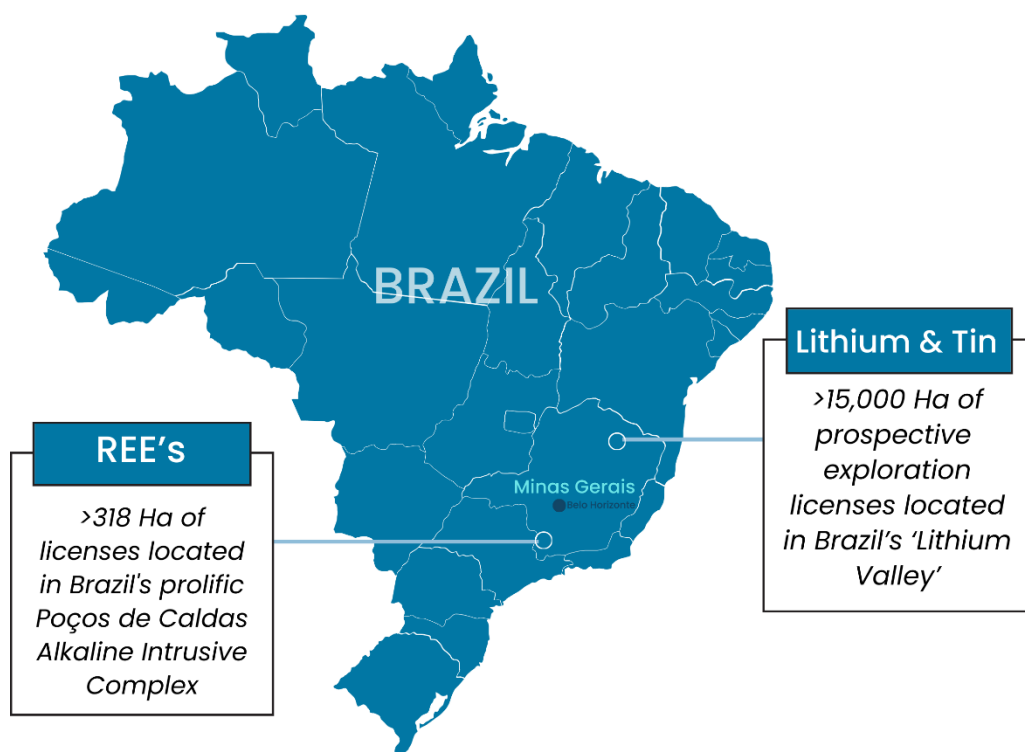 BRAZIL
Lithium & Tin
>15,000 Ha of
prospective
exploration
licenses located
in Brazil's ‘Lithium
Valley’
REE's
>318 Ha of
licenses located
in Brazil's prolific
Poços de Caldas
Alkaline Intrusive
Complex
Minas Gerais
Belo Horizonte